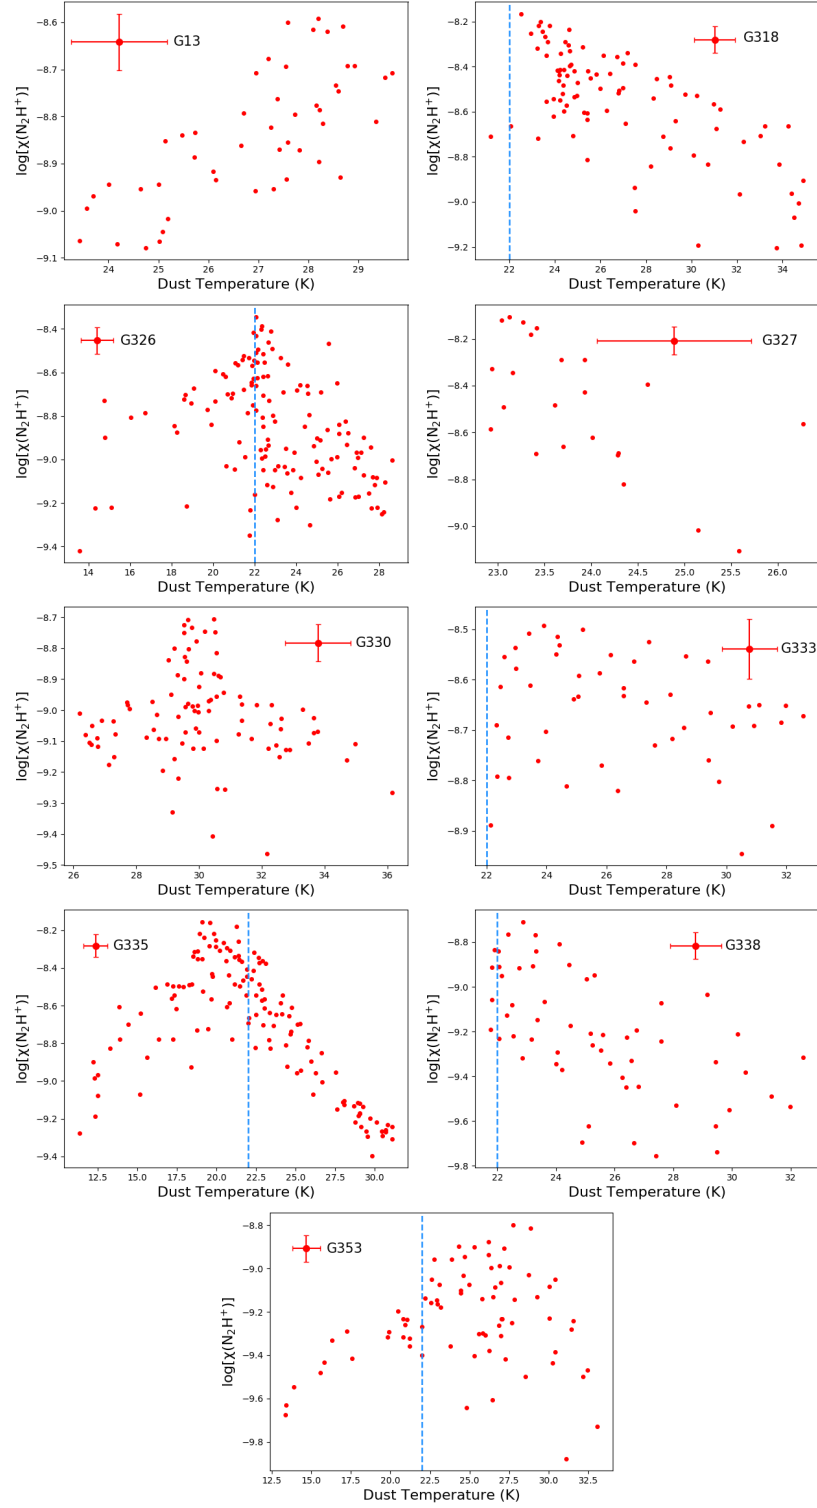 G13
log[χ(N₂H⁺)]
−8.6
−8.7
−8.8
−8.9
−9.0
−9.1
24 25 26 27 28 29
Dust Temperature (K)
G318
log[χ(N₂H⁺)]
−8.2
−8.4
−8.6
−8.8
−9.0
−9.2
22 24 26 28 30 32 34
Dust Temperature (K)
G326
log[χ(N₂H⁺)]
−8.4
−8.6
−8.8
−9.0
−9.2
−9.4
14 16 18 20 22 24 26 28
Dust Temperature (K)
G327
log[χ(N₂H⁺)]
−8.2
−8.4
−8.6
−8.8
−9.0
23.0 23.5 24.0 24.5 25.0 25.5 26.0
Dust Temperature (K)
G330
log[χ(N₂H⁺)]
−8.7
−8.8
−8.9
−9.0
−9.1
−9.2
−9.3
−9.4
−9.5
26 28 30 32 34 36
Dust Temperature (K)
G333
log[χ(N₂H⁺)]
−8.5
−8.6
−8.7
−8.8
−8.9
22 24 26 28 30 32
Dust Temperature (K)
G335
log[χ(N₂H⁺)]
−8.2
−8.4
−8.6
−8.8
−9.0
−9.2
−9.4
12.5 15.0 17.5 20.0 22.5 25.0 27.5 30.0
Dust Temperature (K)
G338
log[χ(N₂H⁺)]
−8.8
−9.0
−9.2
−9.4
−9.6
−9.8
22 24 26 28 30 32
Dust Temperature (K)
G353
log[χ(N₂H⁺)]
−8.8
−9.0
−9.2
−9.4
−9.6
−9.8
12.5 15.0 17.5 20.0 22.5 25.0 27.5 30.0 32.5
Dust Temperature (K)